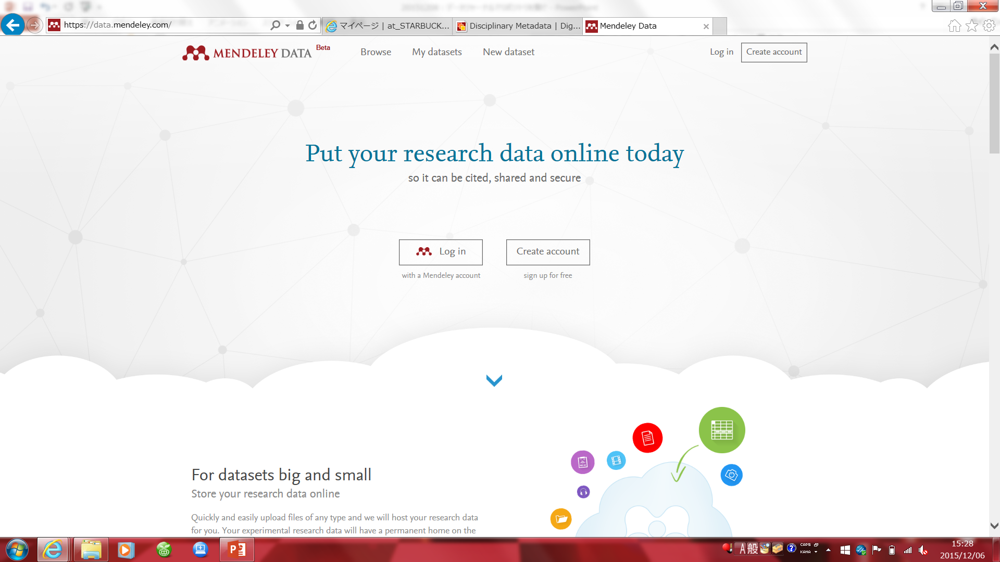 https://data.mendeley.com/
マイページ | at_STARBUCK...
Disciplinary Metadata | Dig...
Mendeley Data
MENDELEY DATA Beta
Browse
My datasets
New dataset
Log in
Create account
Put your research data online today
so it can be cited, shared and secure
Log in
Create account
with a Mendeley account
sign up for free
For datasets big and small
Store your research data online
Quickly and easily upload files of any type and we will host your research data
for you. Your experimental research data will have a permanent home on the
A 般
CAPS
KANA
15:28
2015/12/06